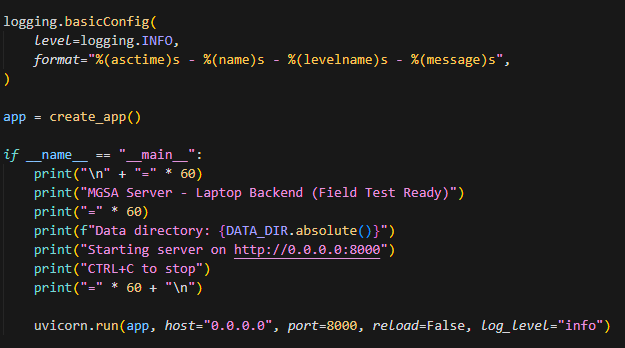 logging.basicConfig(
    level=logging.INFO,
    format="%(asctime)s - %(name)s - %(levelname)s - %(message)s",
)
app = create_app()
if __name__ == "__main__":
    print("\n" + "=" * 60)
    print("MGSA Server - Laptop Backend (Field Test Ready)")
    print("=" * 60)
    print(f"Data directory: {DATA_DIR.absolute()}")
    print("Starting server on http://0.0.0.0:8000")
    print("CTRL+C to stop")
    print("=" * 60 + "\n")
    uvicorn.run(app, host="0.0.0.0", port=8000, reload=False, log_level="info")